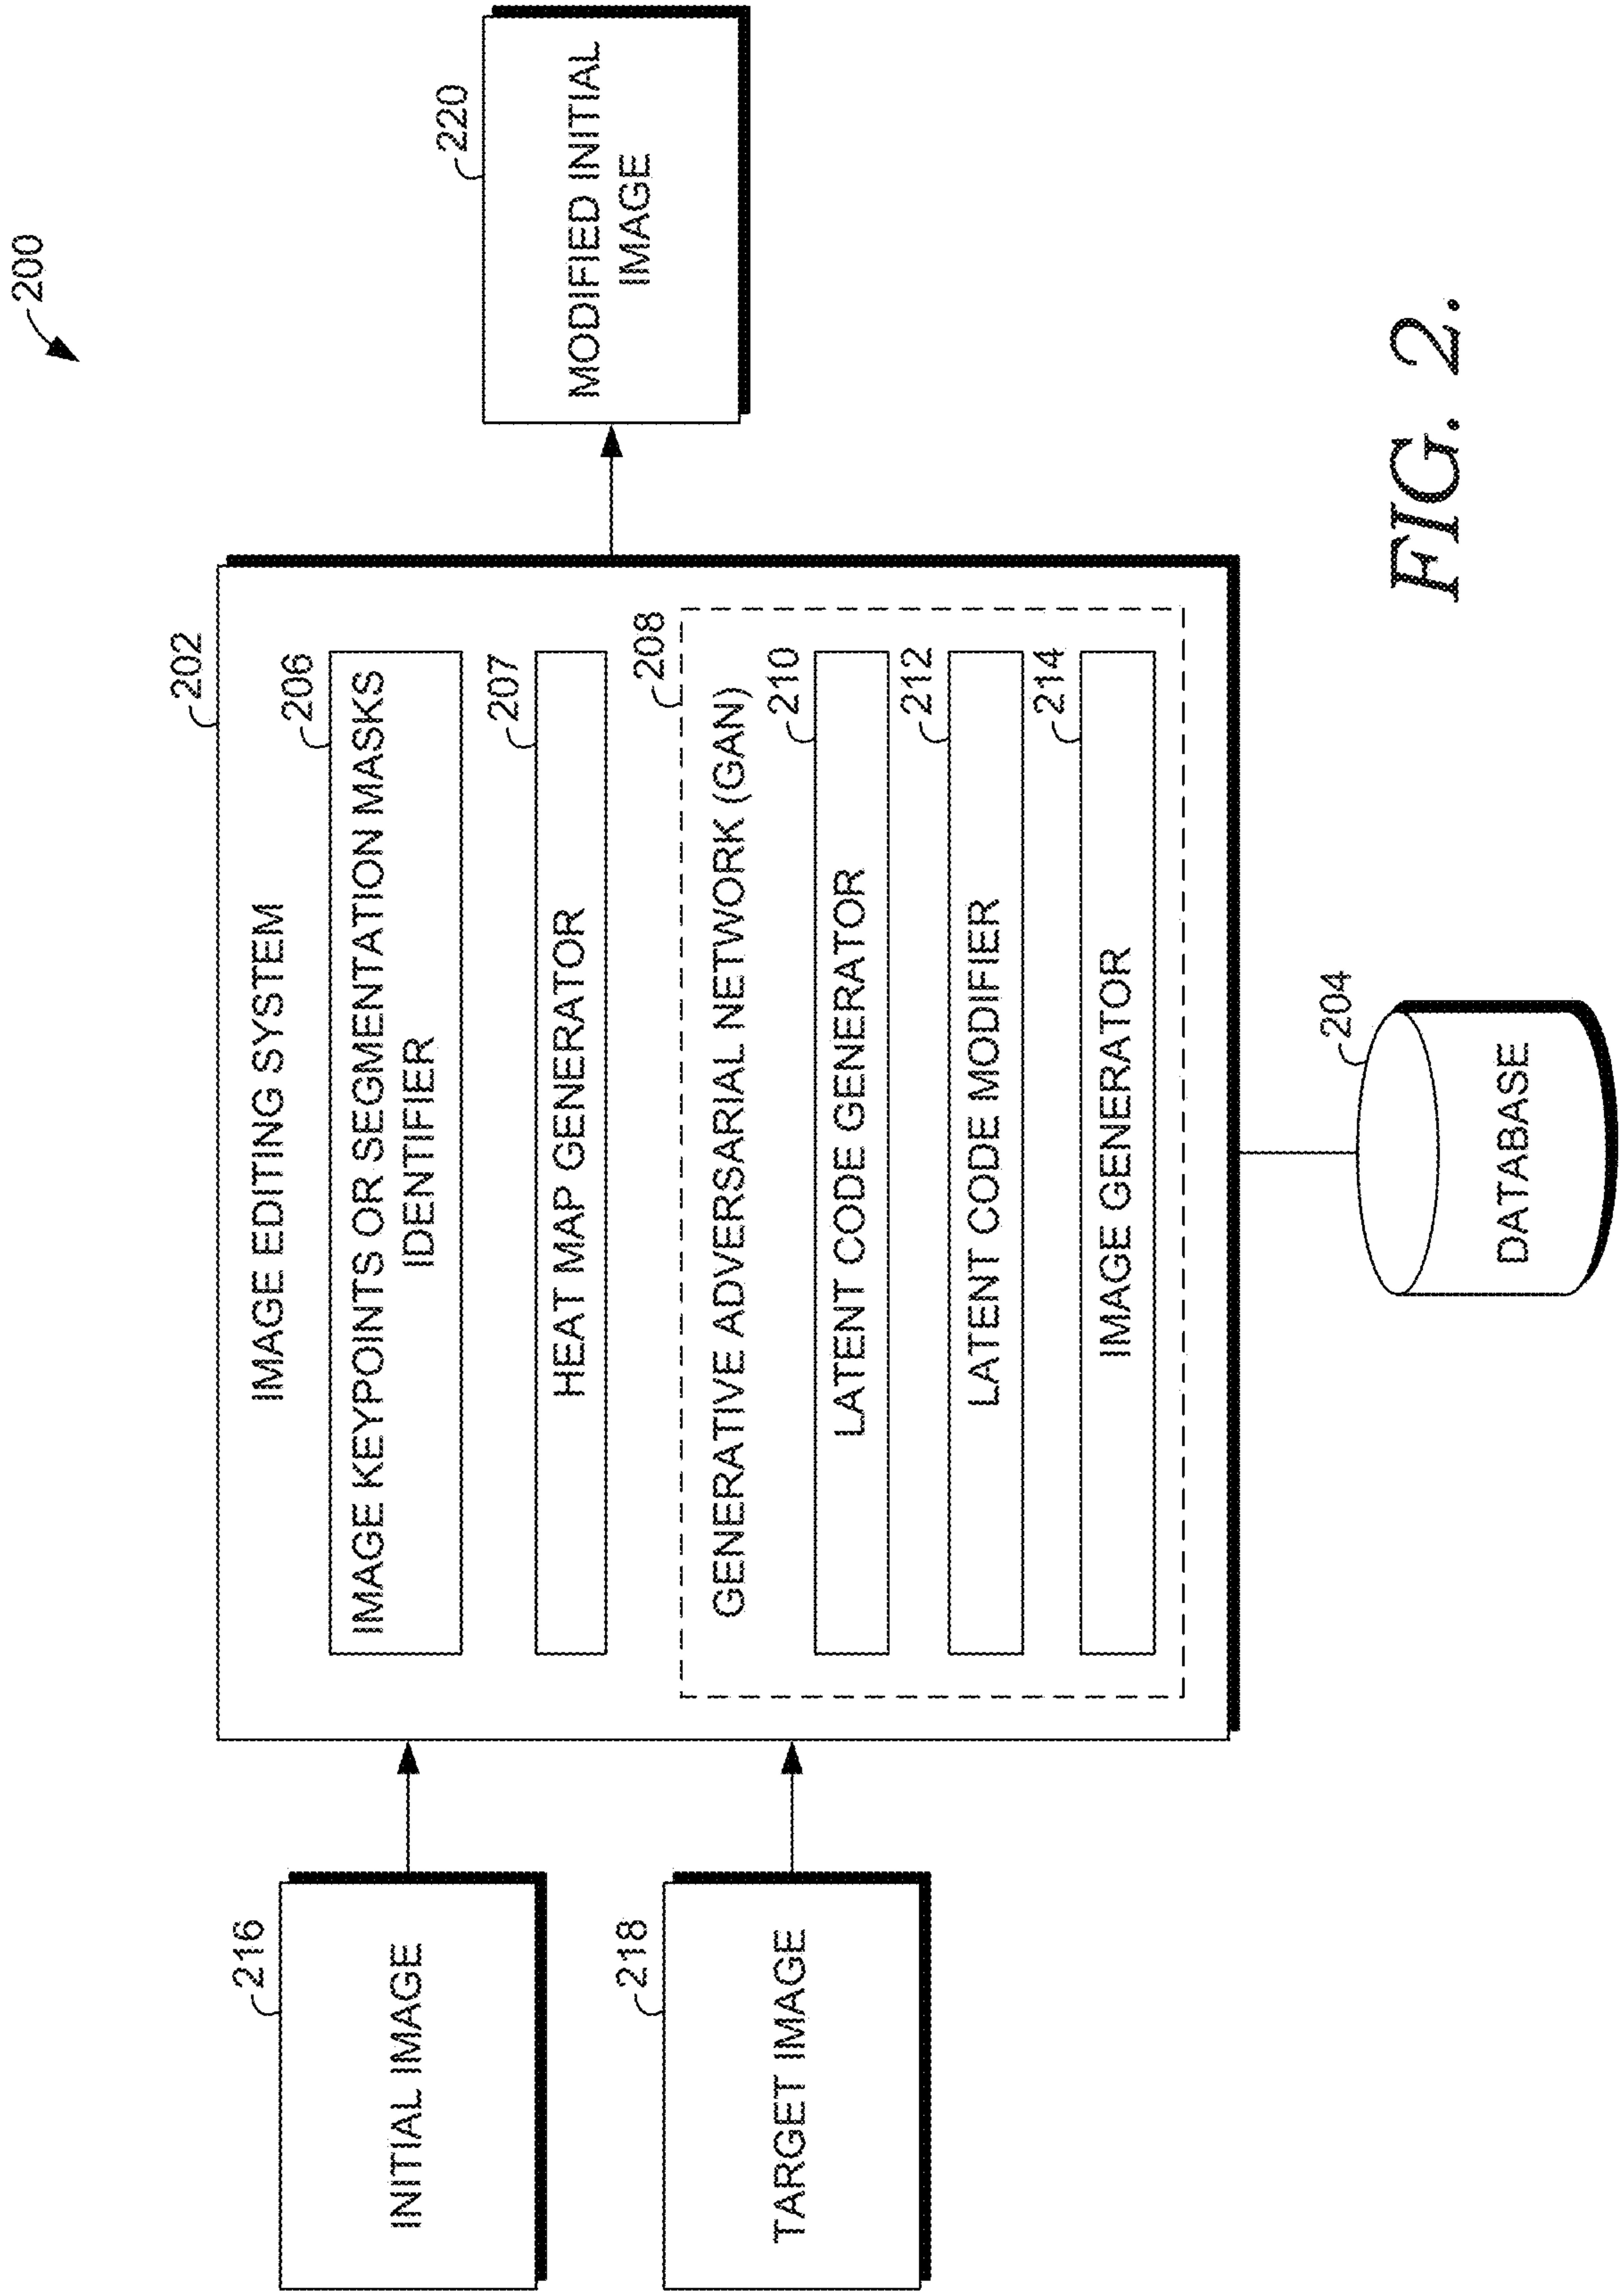 200
202
IMAGE EDITING SYSTEM
206
IMAGE KEYPOINTS OR SEGMENTATION MASKS
IDENTIFIER
207
HEAT MAP GENERATOR
208
GENERATIVE ADVERSARIAL NETWORK (GAN)
210
LATENT CODE GENERATOR
212
LATENT CODE MODIFIER
214
IMAGE GENERATOR
216
INITIAL IMAGE
218
TARGET IMAGE
220
MODIFIED INITIAL
IMAGE
204
DATABASE
FIG. 2.